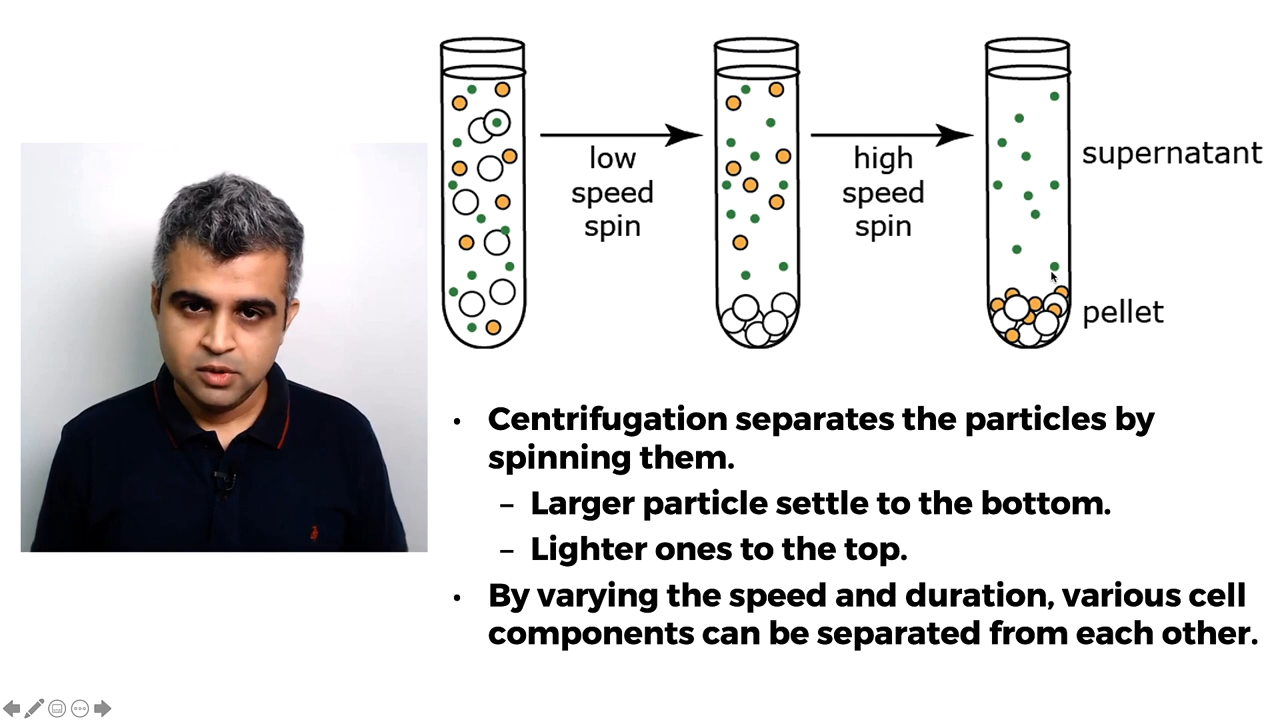 low
speed
spin
high
speed
spin
supernatant
pellet
• Centrifugation separates the particles by
spinning them.
– Larger particle settle to the bottom.
– Lighter ones to the top.
• By varying the speed and duration, various cell
components can be separated from each other.